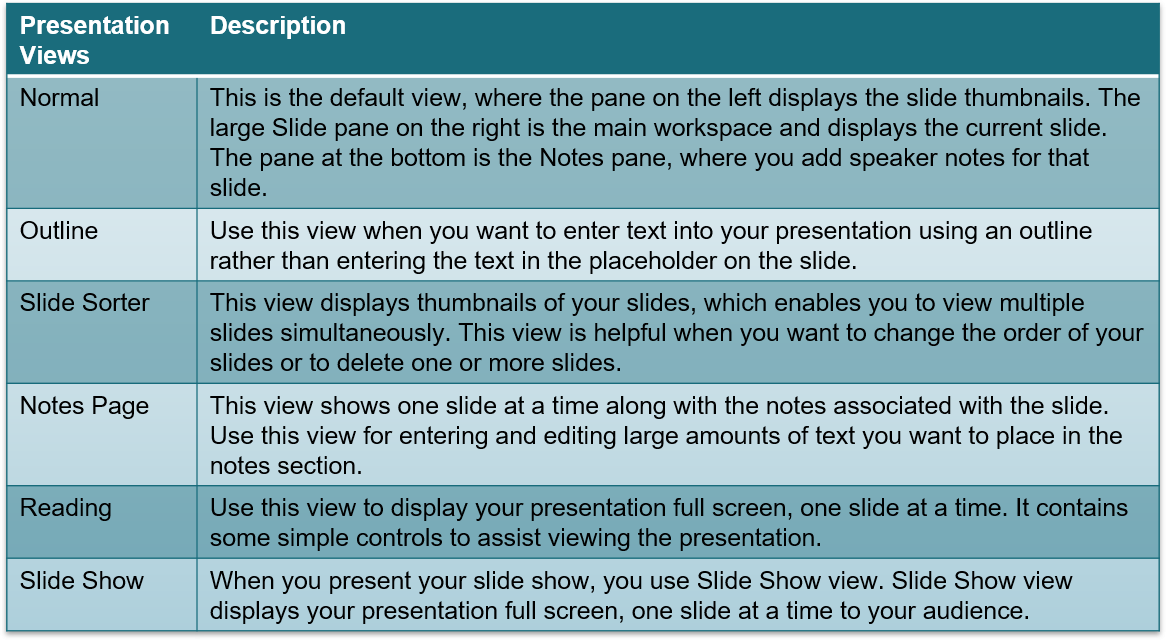 Presentation Views
Description
Normal
This is the default view, where the pane on the left displays the slide thumbnails. The
large Slide pane on the right is the main workspace and displays the current slide.
The pane at the bottom is the Notes pane, where you add speaker notes for that
slide.
Outline
Use this view when you want to enter text into your presentation using an outline
rather than entering the text in the placeholder on the slide.
Slide Sorter
This view displays thumbnails of your slides, which enables you to view multiple
slides simultaneously. This view is helpful when you want to change the order of your
slides or to delete one or more slides.
Notes Page
This view shows one slide at a time along with the notes associated with the slide.
Use this view for entering and editing large amounts of text you want to place in the
notes section.
Reading
Use this view to display your presentation full screen, one slide at a time. It contains
some simple controls to assist viewing the presentation.
Slide Show
When you present your slide show, you use Slide Show view. Slide Show view
displays your presentation full screen, one slide at a time to your audience.